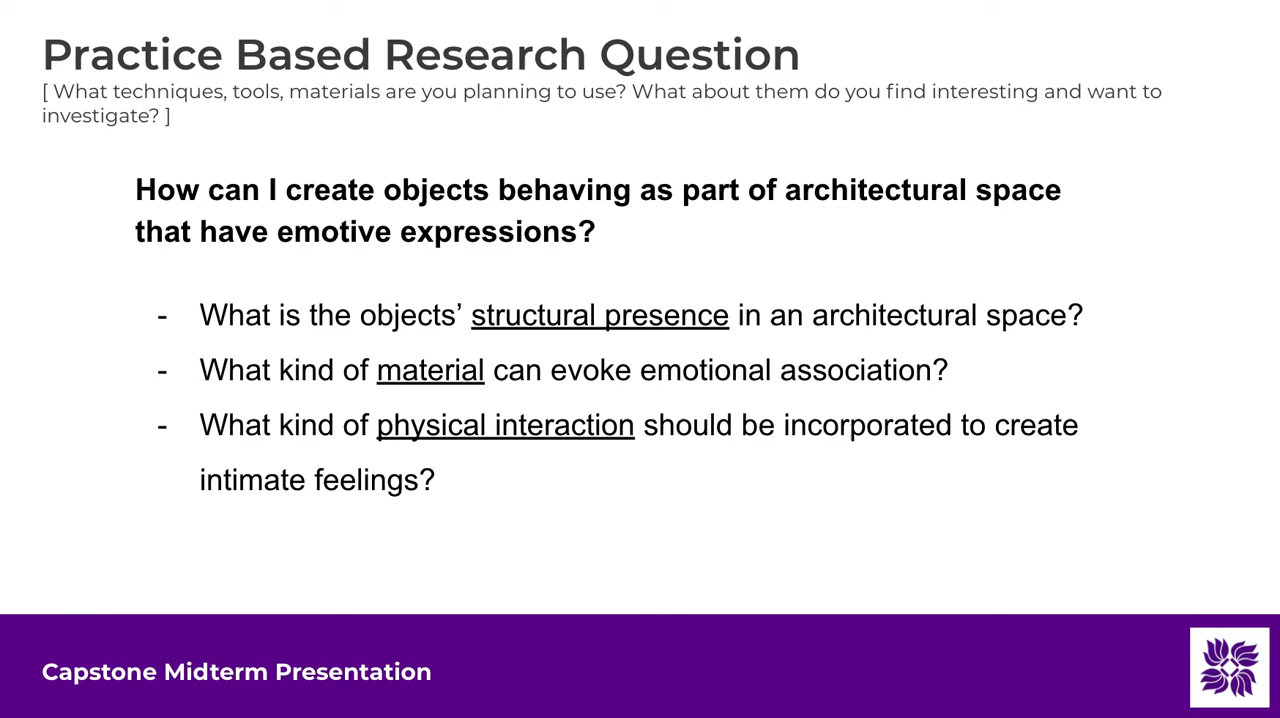 Practice Based Research Question
[ What techniques, tools, materials are you planning to use? What about them do you find interesting and want to
investigate? ]
How can I create objects behaving as part of architectural space
that have emotive expressions?
- What is the objects’ structural presence in an architectural space?
- What kind of material can evoke emotional association?
- What kind of physical interaction should be incorporated to create
intimate feelings?
Capstone Midterm Presentation